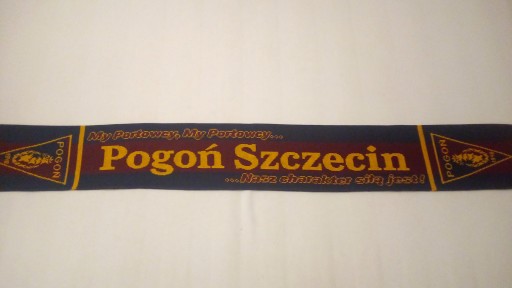 My Portowcy, My Portowcy...
Pogoń Szczecin
...Nasz charakter siłą jest!
POGOŃ
POGOŃ